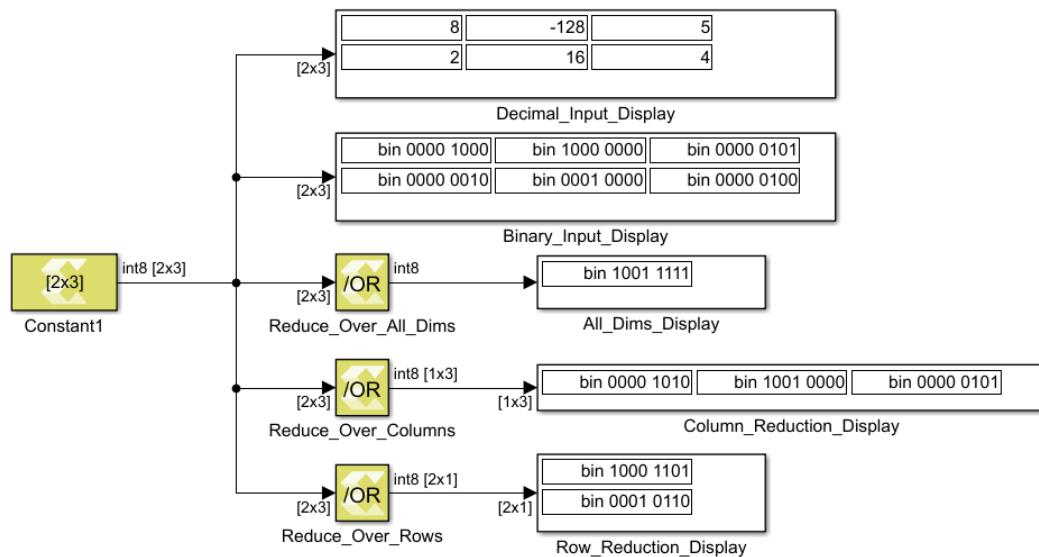 8 -128 5
[2x3] 2 16 4
Decimal_Input_Display
bin 0000 1000 bin 1000 0000 bin 0000 0101
[2x3] bin 0000 0010 bin 0001 0000 bin 0000 0100
Binary_Input_Display
[2x3] int8 [2x3]
Constant1
[2x3] /OR int8 bin 1001 1111
Reduce_Over_All_Dims All_Dims_Display
[2x3] /OR int8 [1x3] [1x3] bin 0000 1010 bin 1001 0000 bin 0000 0101
Reduce_Over_Columns Column_Reduction_Display
[2x3] /OR int8 [2x1] [2x1] bin 1000 1101
bin 0001 0110
Reduce_Over_Rows Row_Reduction_Display